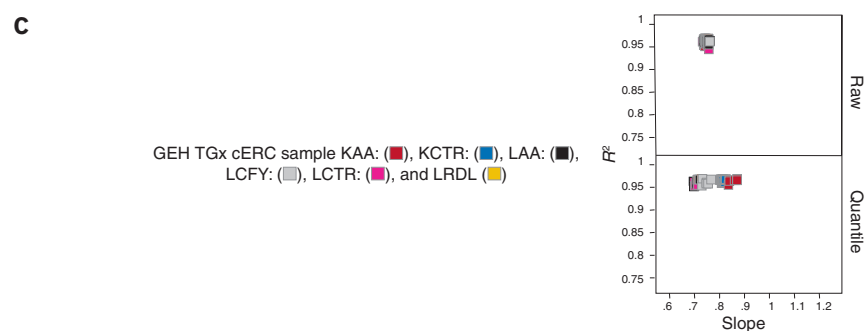 C
GEH TGx cERC sample KAA: (■), KCTR: (■), LAA: (■),
LCFY: (■), LCTR: (■), and LRDL (■)
R²
1
0.95
0.9
0.85
0.8
0.75
Raw
1
0.95
0.9
0.85
0.8
0.75
Quantile
.6 .7 .8 .9 1 1.1 1.2
Slope